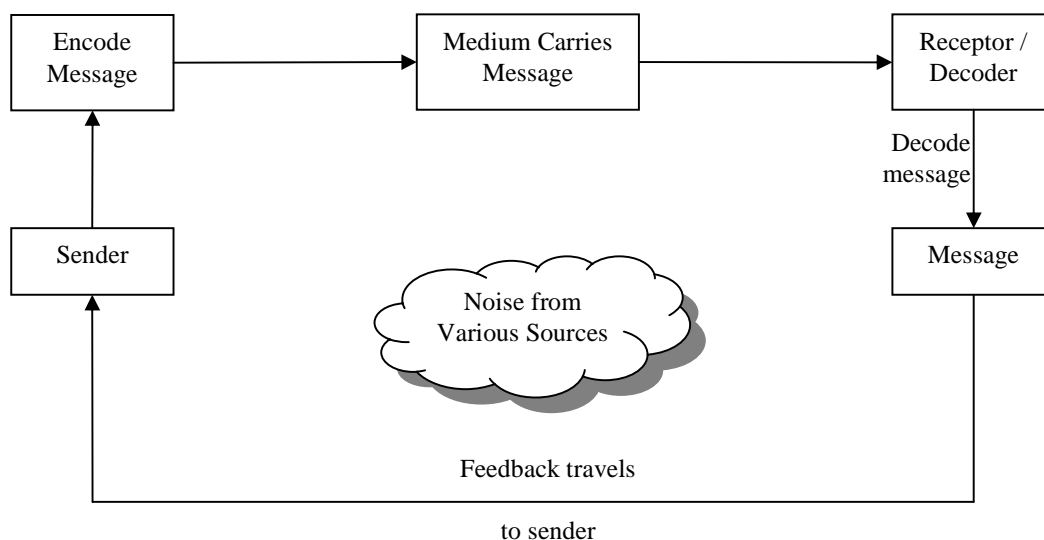 Encode
Message
Medium Carries
Message
Receptor /
Decoder
Decode
message
Sender
Message
Noise from
Various Sources
Feedback travels
to sender